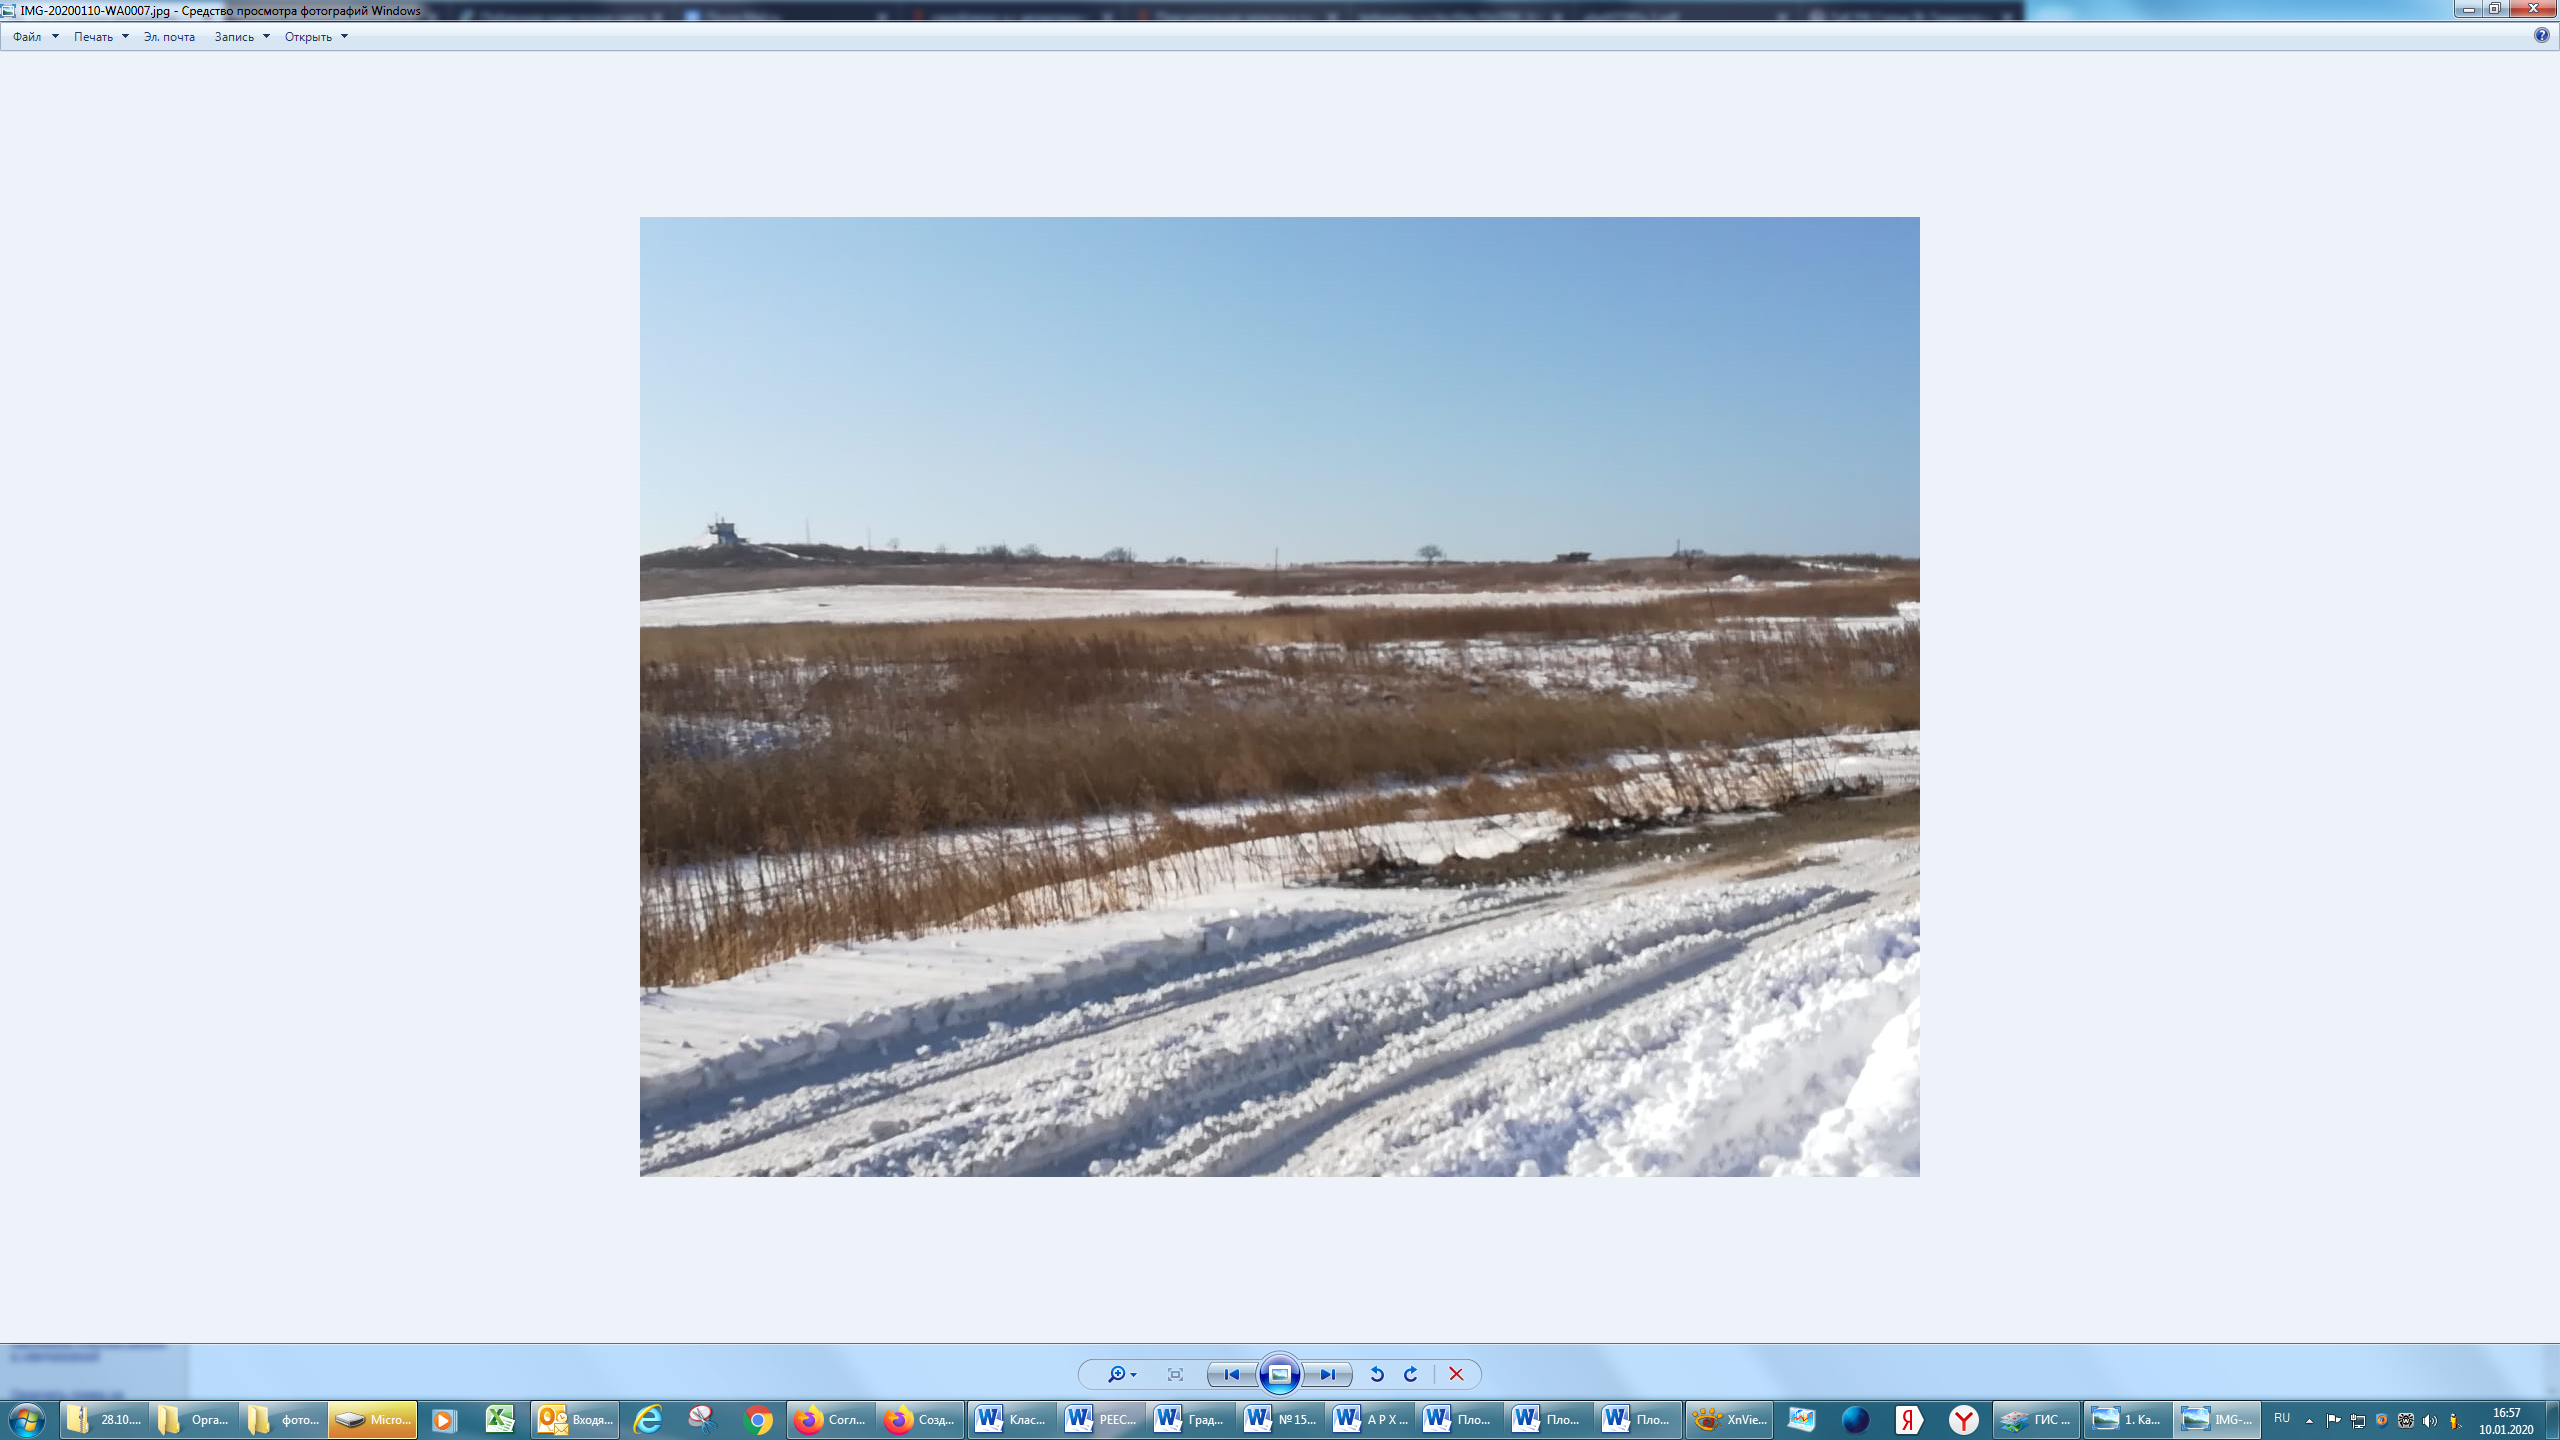 IMG-20200110-WA0007.jpg - Средство просмотра фотографий Windows
Файл Печать Эл. почта Запись Открыть
28.10.... Орга... фото... Micro... Входя... Согл... Созд... Клас... РЕЕС... Град... №15... А Р Х ... Пло... Пло... Пло... XnVie... ГИС ... 1. Ка... IMG-... RU 16:57
10.01.2020